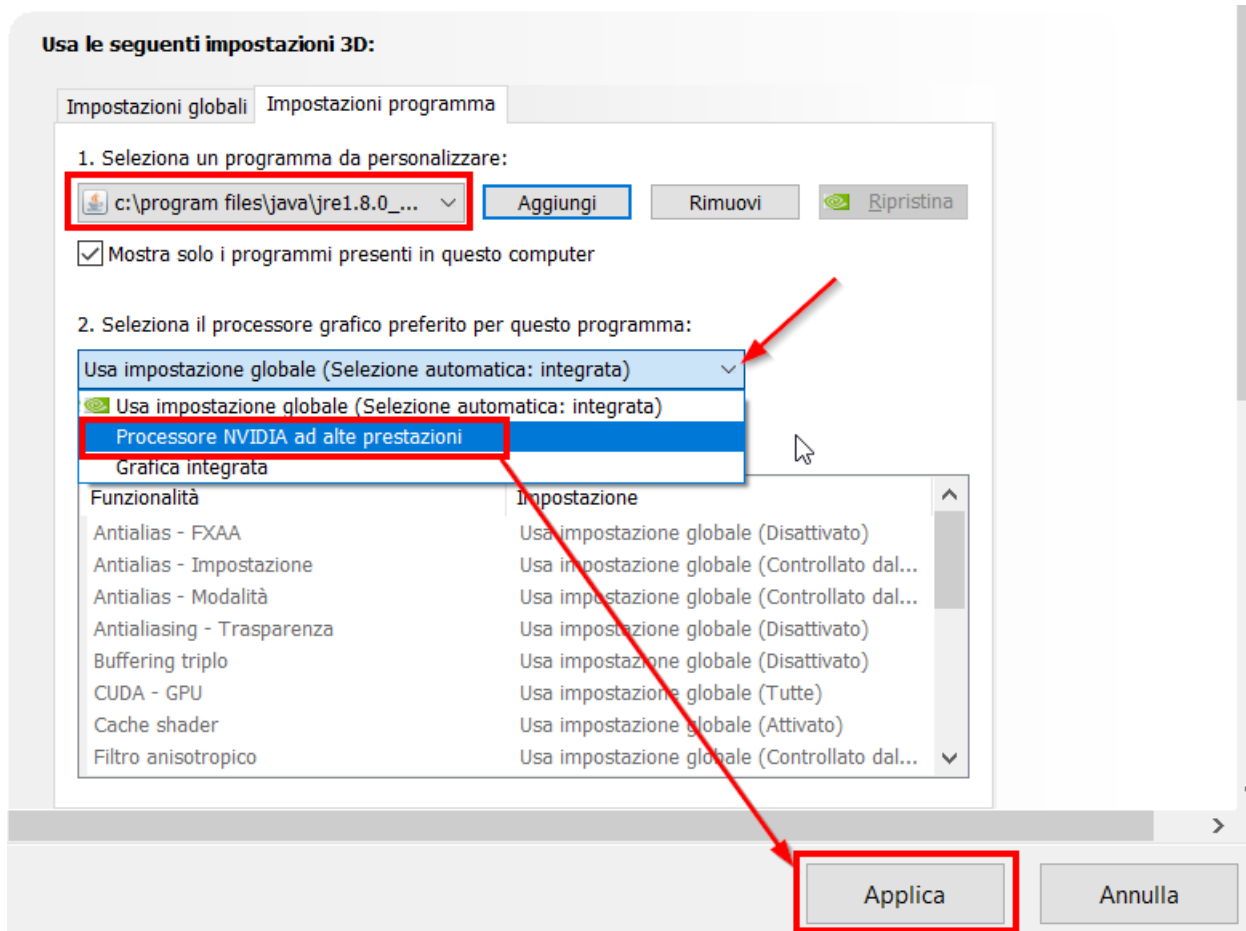 Usa le seguenti impostazioni 3D:
Impostazioni globali
Impostazioni programma
1. Seleziona un programma da personalizzare:
c:\program files\java\jre1.8.0_...
Aggiungi
Rimuovi
Ripristina
Mostra solo i programmi presenti in questo computer
2. Seleziona il processore grafico preferito per questo programma:
Usa impostazione globale (Selezione automatica: integrata)
Usa impostazione globale (Selezione automatica: integrata)
Processore NVIDIA ad alte prestazioni
Grafica integrata
Funzionalità Impostazione
Antialias - FXAA Usa impostazione globale (Disattivato)
Antialias - Impostazione Usa impostazione globale (Controllato dal...
Antialias - Modalità Usa impostazione globale (Controllato dal...
Antialiasing - Trasparenza Usa impostazione globale (Disattivato)
Buffering triplo Usa impostazione globale (Disattivato)
CUDA - GPU Usa impostazione globale (Tutte)
Cache shader Usa impostazione globale (Attivato)
Filtro anisotropico Usa impostazione globale (Controllato dal...
Applica
Annulla